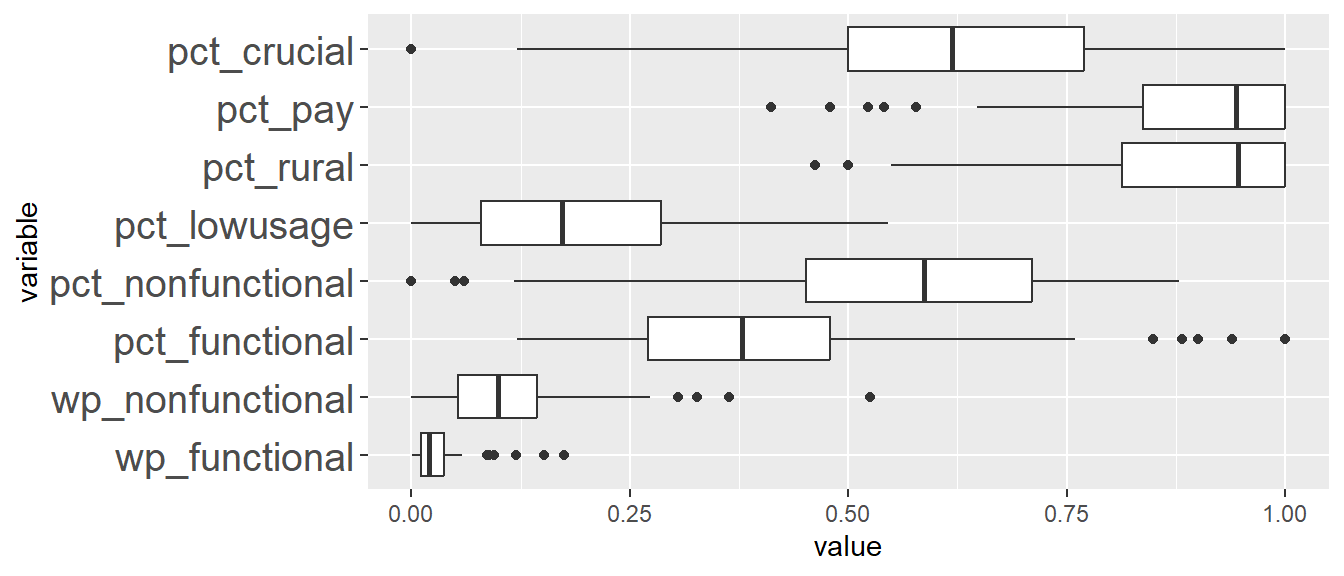 variable
pct_crucial
pct_pay
pct_rural
pct_lowusage
pct_nonfunctional
pct_functional
wp_nonfunctional
wp_functional
0.00 0.25 0.50 0.75 1.00
value